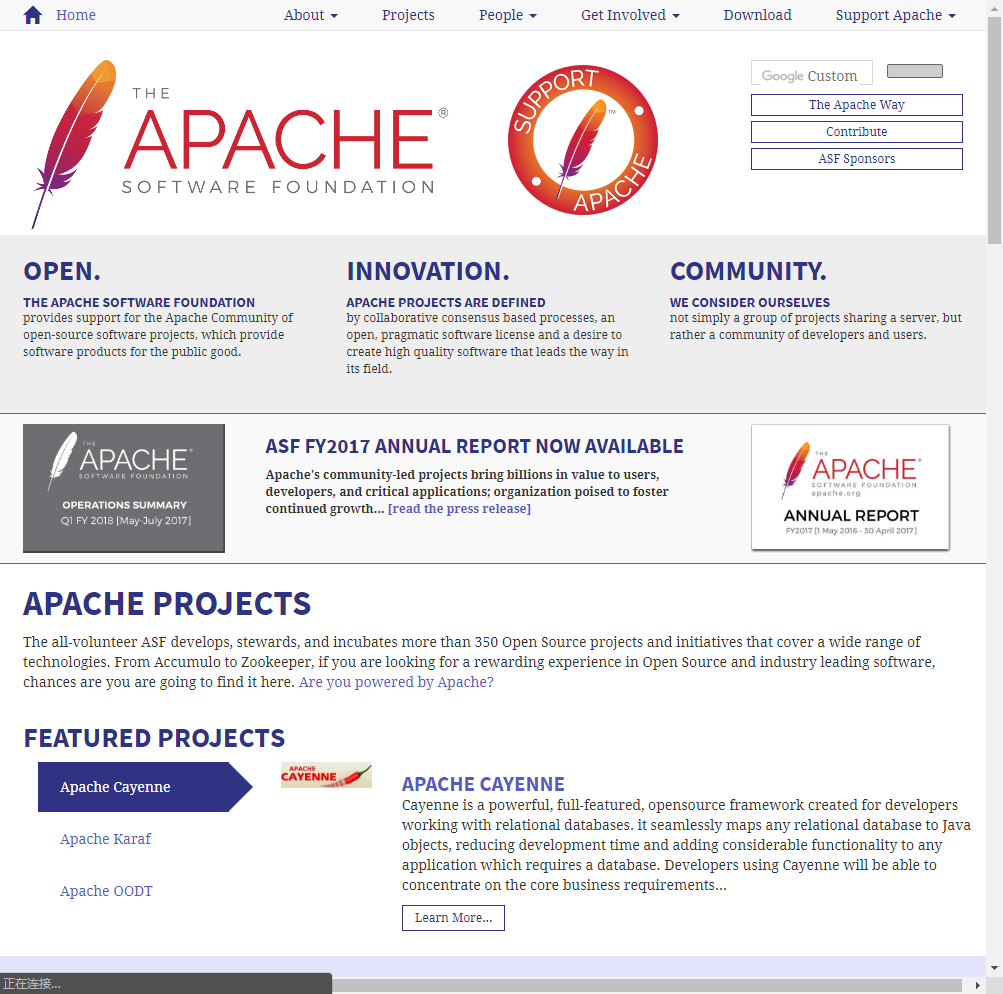 Home
About
Projects
People
Get Involved
Download
Support Apache
THE
APACHE®
SOFTWARE FOUNDATION
SUPPORT
APACHE
™
Google Custom
The Apache Way
Contribute
ASF Sponsors
OPEN.
THE APACHE SOFTWARE FOUNDATION
provides support for the Apache Community of
open-source software projects, which provide
software products for the public good.
INNOVATION.
APACHE PROJECTS ARE DEFINED
by collaborative consensus based processes, an
open, pragmatic software license and a desire to
create high quality software that leads the way in
its field.
COMMUNITY.
WE CONSIDER OURSELVES
not simply a group of projects sharing a server, but
rather a community of developers and users.
THE
APACHE
SOFTWARE FOUNDATION
OPERATIONS SUMMARY
Q1 FY 2018 [May-July 2017]
ASF FY2017 ANNUAL REPORT NOW AVAILABLE
Apache's community-led projects bring billions in value to users,
developers, and critical applications; organization poised to foster
continued growth... [read the press release]
THE
APACHE
SOFTWARE FOUNDATION
apache.org
ANNUAL REPORT
FY2017 [1 May 2016 - 30 April 2017]
APACHE PROJECTS
The all-volunteer ASF develops, stewards, and incubates more than 350 Open Source projects and initiatives that cover a wide range of
technologies. From Accumulo to Zookeeper, if you are looking for a rewarding experience in Open Source and industry leading software,
chances are you are going to find it here. Are you powered by Apache?
FEATURED PROJECTS
Apache Cayenne
Apache Karaf
Apache OODT
APACHE
CAYENNE
APACHE CAYENNE
Cayenne is a powerful, full-featured, opensource framework created for developers
working with relational databases. it seamlessly maps any relational database to Java
objects, reducing development time and adding considerable functionality to any
application which requires a database. Developers using Cayenne will be able to
concentrate on the core business requirements...
Learn More...
正在连接...